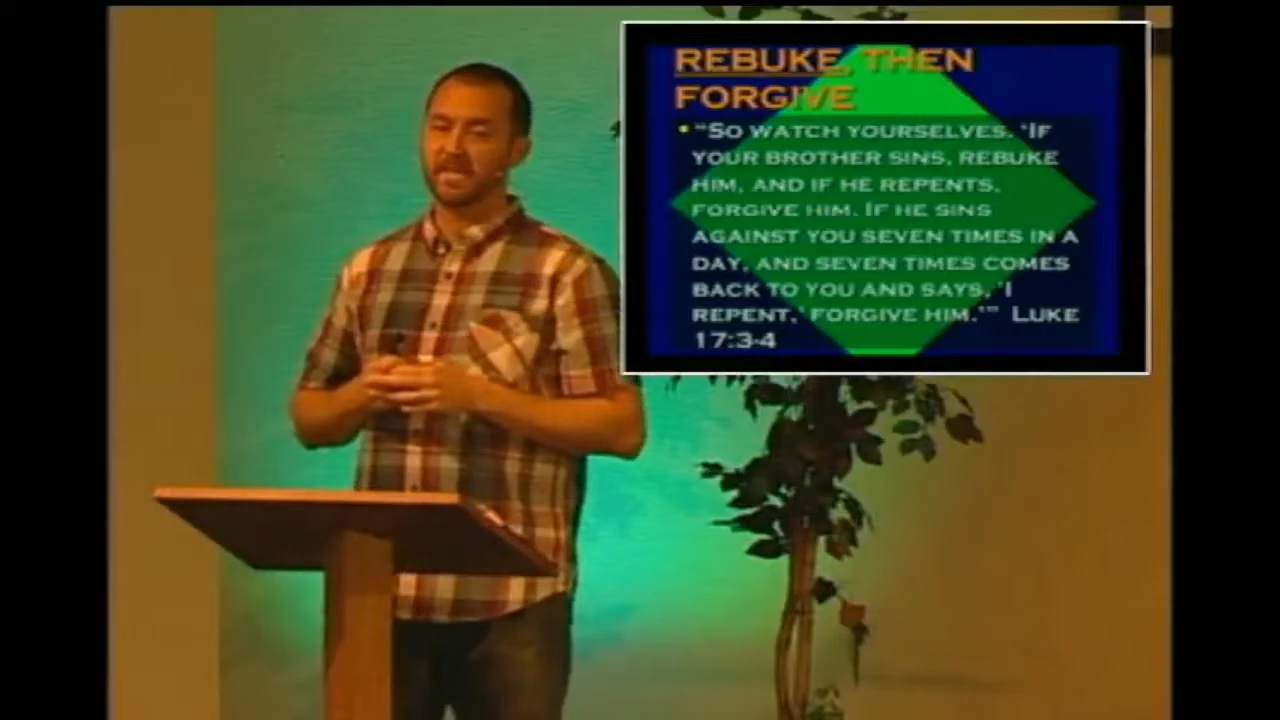 REBUKE, THEN
FORGIVE
• “SO WATCH YOURSELVES. ‘IF
YOUR BROTHER SINS, REBUKE
HIM, AND IF HE REPENTS,
FORGIVE HIM. IF HE SINS
AGAINST YOU SEVEN TIMES IN A
DAY, AND SEVEN TIMES COMES
BACK TO YOU AND SAYS, ‘I
REPENT,’ FORGIVE HIM.’” LUKE
17:3-4